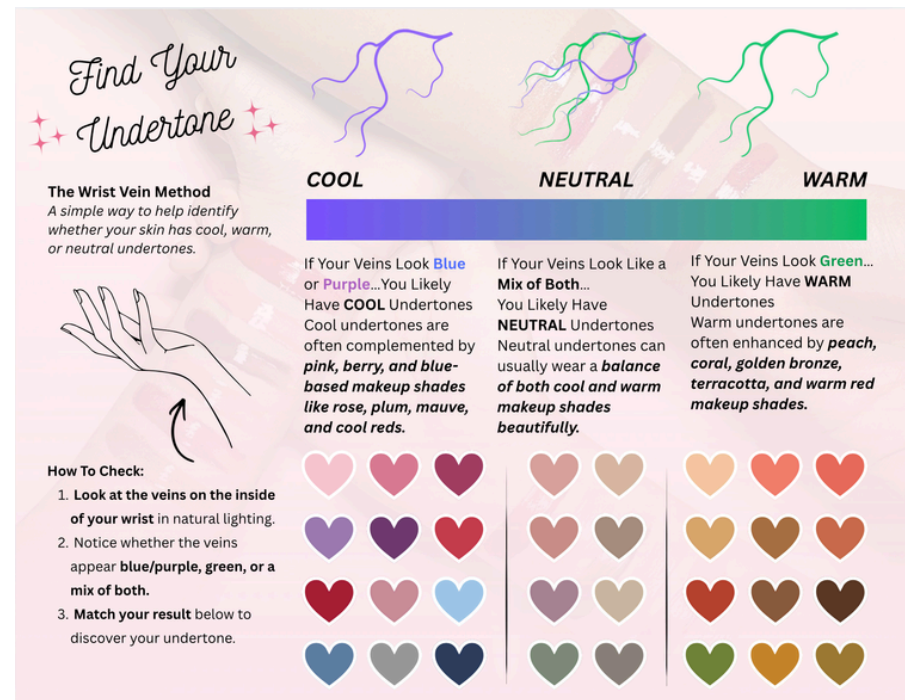 Find Your
Undertone
The Wrist Vein Method
A simple way to help identify
whether your skin has cool, warm,
or neutral undertones.
How To Check:
1. Look at the veins on the inside
of your wrist in natural lighting.
2. Notice whether the veins
appear blue/purple, green, or a
mix of both.
3. Match your result below to
discover your undertone.
COOL
If Your Veins Look Blue
or Purple...You Likely
Have COOL Undertones
Cool undertones are
often complemented by
pink, berry, and blue-
based makeup shades
like rose, plum, mauve,
and cool reds.
NEUTRAL
If Your Veins Look Like a
Mix of Both...
You Likely Have
NEUTRAL Undertones
Neutral undertones can
usually wear a balance
of both cool and warm
makeup shades
beautifully.
WARM
If Your Veins Look Green...
You Likely Have WARM
Undertones
Warm undertones are
often enhanced by peach,
coral, golden bronze,
terracotta, and warm red
makeup shades.